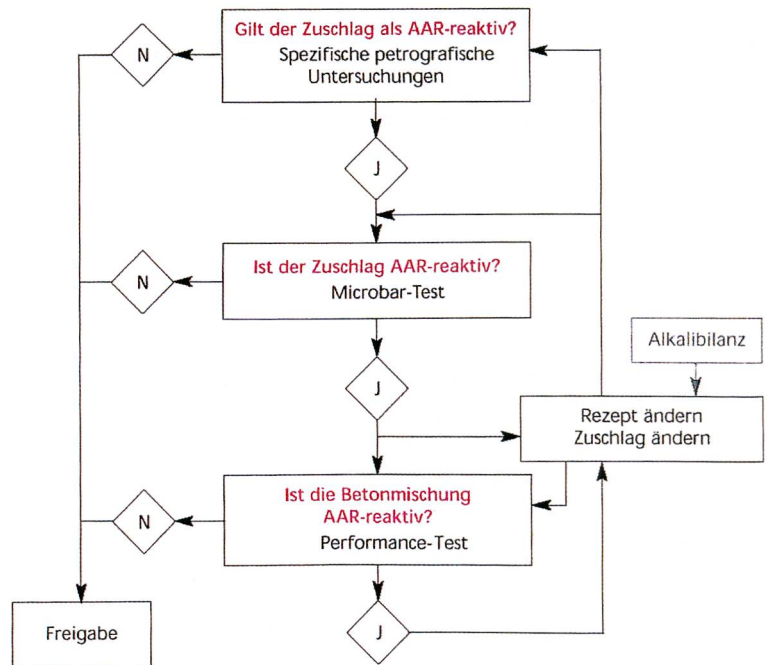 Gilt der Zuschlag als AAR-reaktiv?
Spezifische petrografische
Untersuchungen
N
J
Ist der Zuschlag AAR-reaktiv?
Microbar-Test
N
J
Alkalibilanz
Rezept ändern
Zuschlag ändern
Ist die Betonmischung
AAR-reaktiv?
Performance-Test
N
J
Freigabe